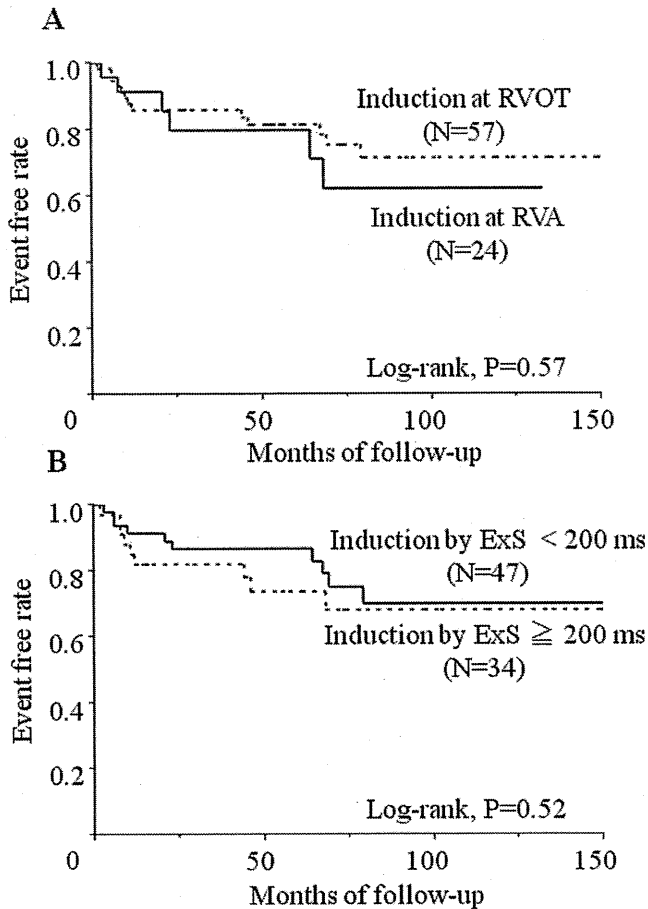 A
Event free rate
1.0
0.8
0.6
0.4
0.2
0
50
100
150
Months of follow-up
Induction at RVOT
(N=57)
Induction at RVA
(N=24)
Log-rank, P=0.57
B
Event free rate
1.0
0.8
0.6
0.4
0.2
0
50
100
150
Months of follow-up
Induction by ExS < 200 ms
(N=47)
Induction by ExS ≧ 200 ms
(N=34)
Log-rank, P=0.52